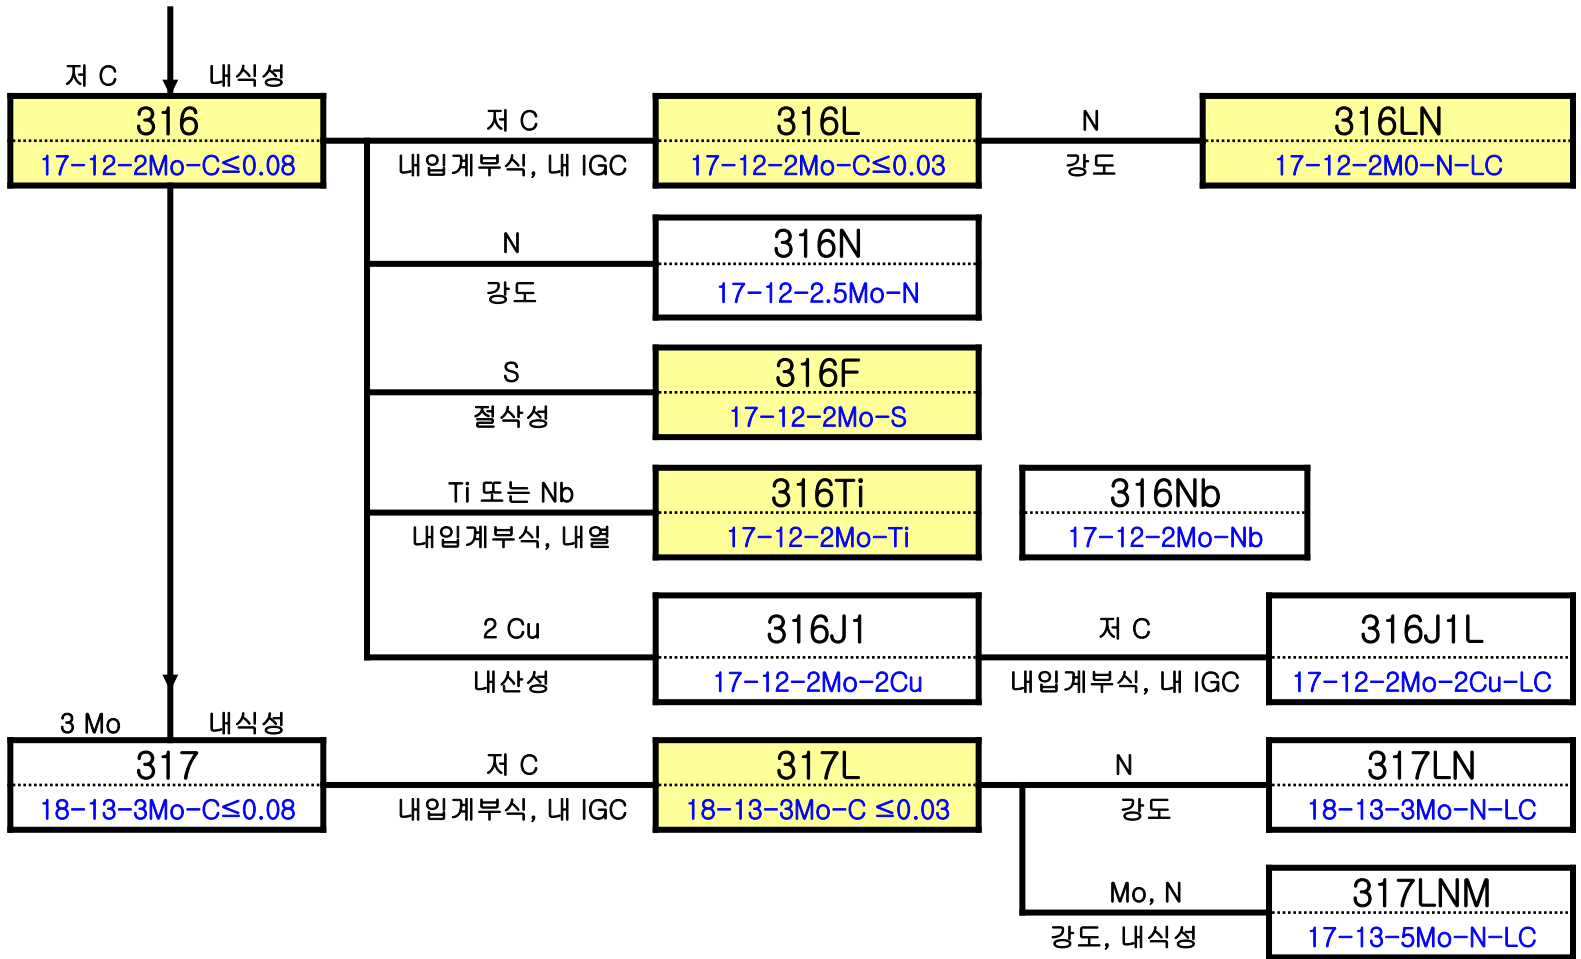 저 C 내식성
316
17-12-2Mo-C≤0.08
저 C
내입계부식, 내 IGC
316L
17-12-2Mo-C≤0.03
N
강도
316LN
17-12-2M0-N-LC
N
강도
316N
17-12-2.5Mo-N
S
절삭성
316F
17-12-2Mo-S
Ti 또는 Nb
내입계부식, 내열
316Ti
17-12-2Mo-Ti
316Nb
17-12-2Mo-Nb
2 Cu
내산성
316J1
17-12-2Mo-2Cu
저 C
내입계부식, 내 IGC
316J1L
17-12-2Mo-2Cu-LC
3 Mo 내식성
317
18-13-3Mo-C≤0.08
저 C
내입계부식, 내 IGC
317L
18-13-3Mo-C ≤0.03
N
강도
317LN
18-13-3Mo-N-LC
Mo, N
강도, 내식성
317LNM
17-13-5Mo-N-LC